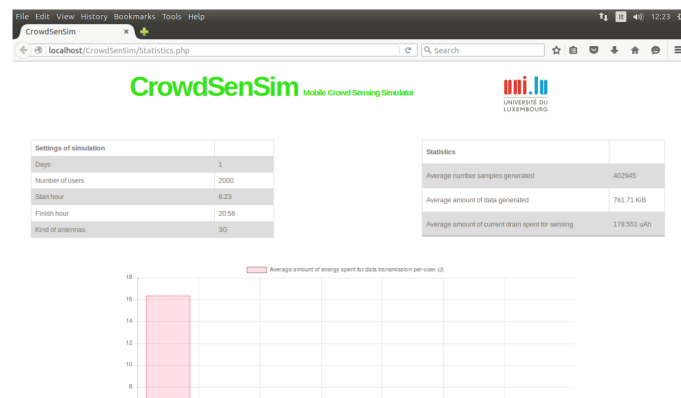 File Edit View History Bookmarks Tools Help
It 12:23
CrowdSenSim
localhost/CrowdSenSim/Statistics.php
Search
CrowdSenSim Mobile Crowd Sensing Simulator
uni.lu
UNIVERSITÉ DU
LUXEMBOURG
Settings of simulation
Days 1
Number of users 2000
Start hour 6:23
Finish hour 20:56
Kind of antennas 3G
Statistics
Average number samples generated 402945
Average amount of data generated 761.71 KiB
Average amount of current drain spent for sensing 178.551 uAh
Average amount of energy spent for data transmission per-user (J)
18
16
14
12
10
8